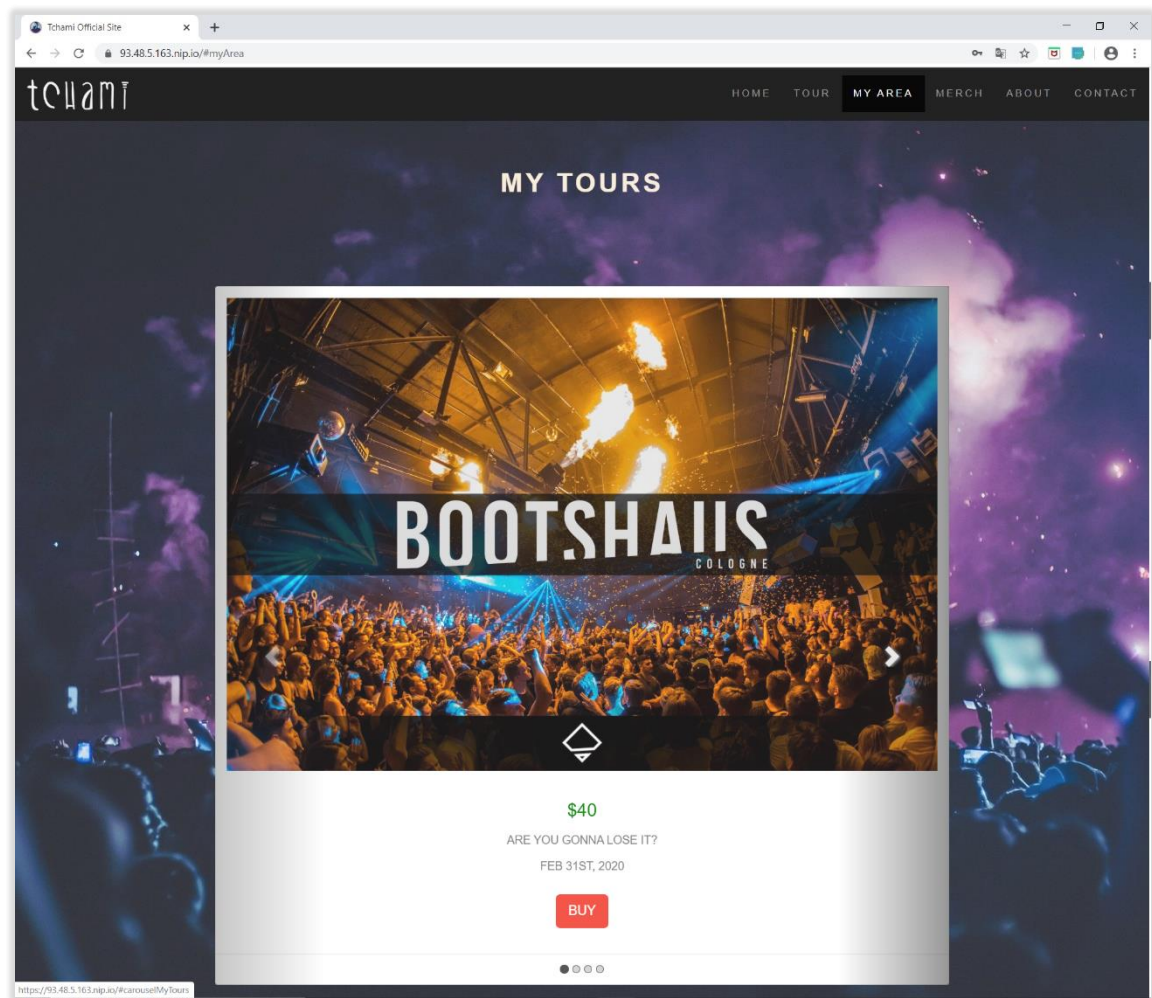 Tchami Official Site
93.48.5.163.nip.io/#myArea
tchami
HOME TOUR MY AREA MERCH ABOUT CONTACT
MY TOURS
BOOTSHAUS
COLOGNE
$40
ARE YOU GONNA LOSE IT?
FEB 31ST, 2020
BUY
https://93.48.5.163.nip.io/#carouselMyTours